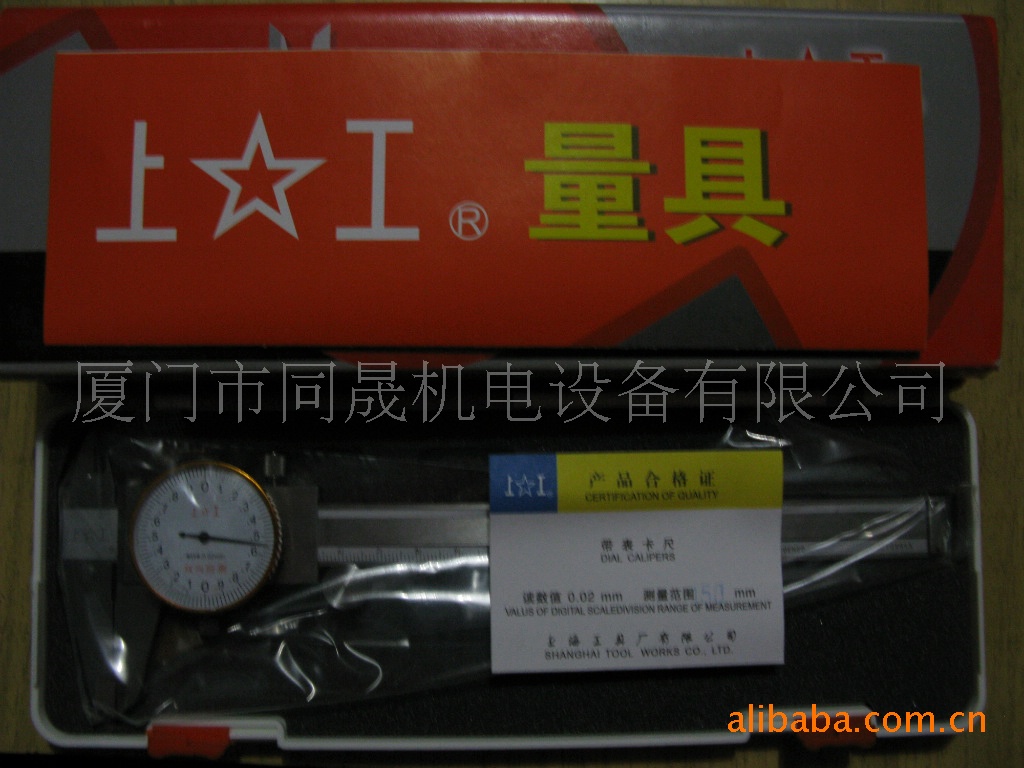 上☆工
上☆工® 量具
厦门市同晟机电设备有限公司
上☆工 产品合格证
CERTIFICATION OF QUALITY
带表卡尺
DIAL CALIPERS
读数值 0.02 mm 测量范围 mm
VALUS OF DIGITAL SCALEDIVISION RANGE OF MEASUREMENT
上海工具厂有限公司
SHANGHAI TOOL WORKS CO., LTD.
alibaba.com.cn